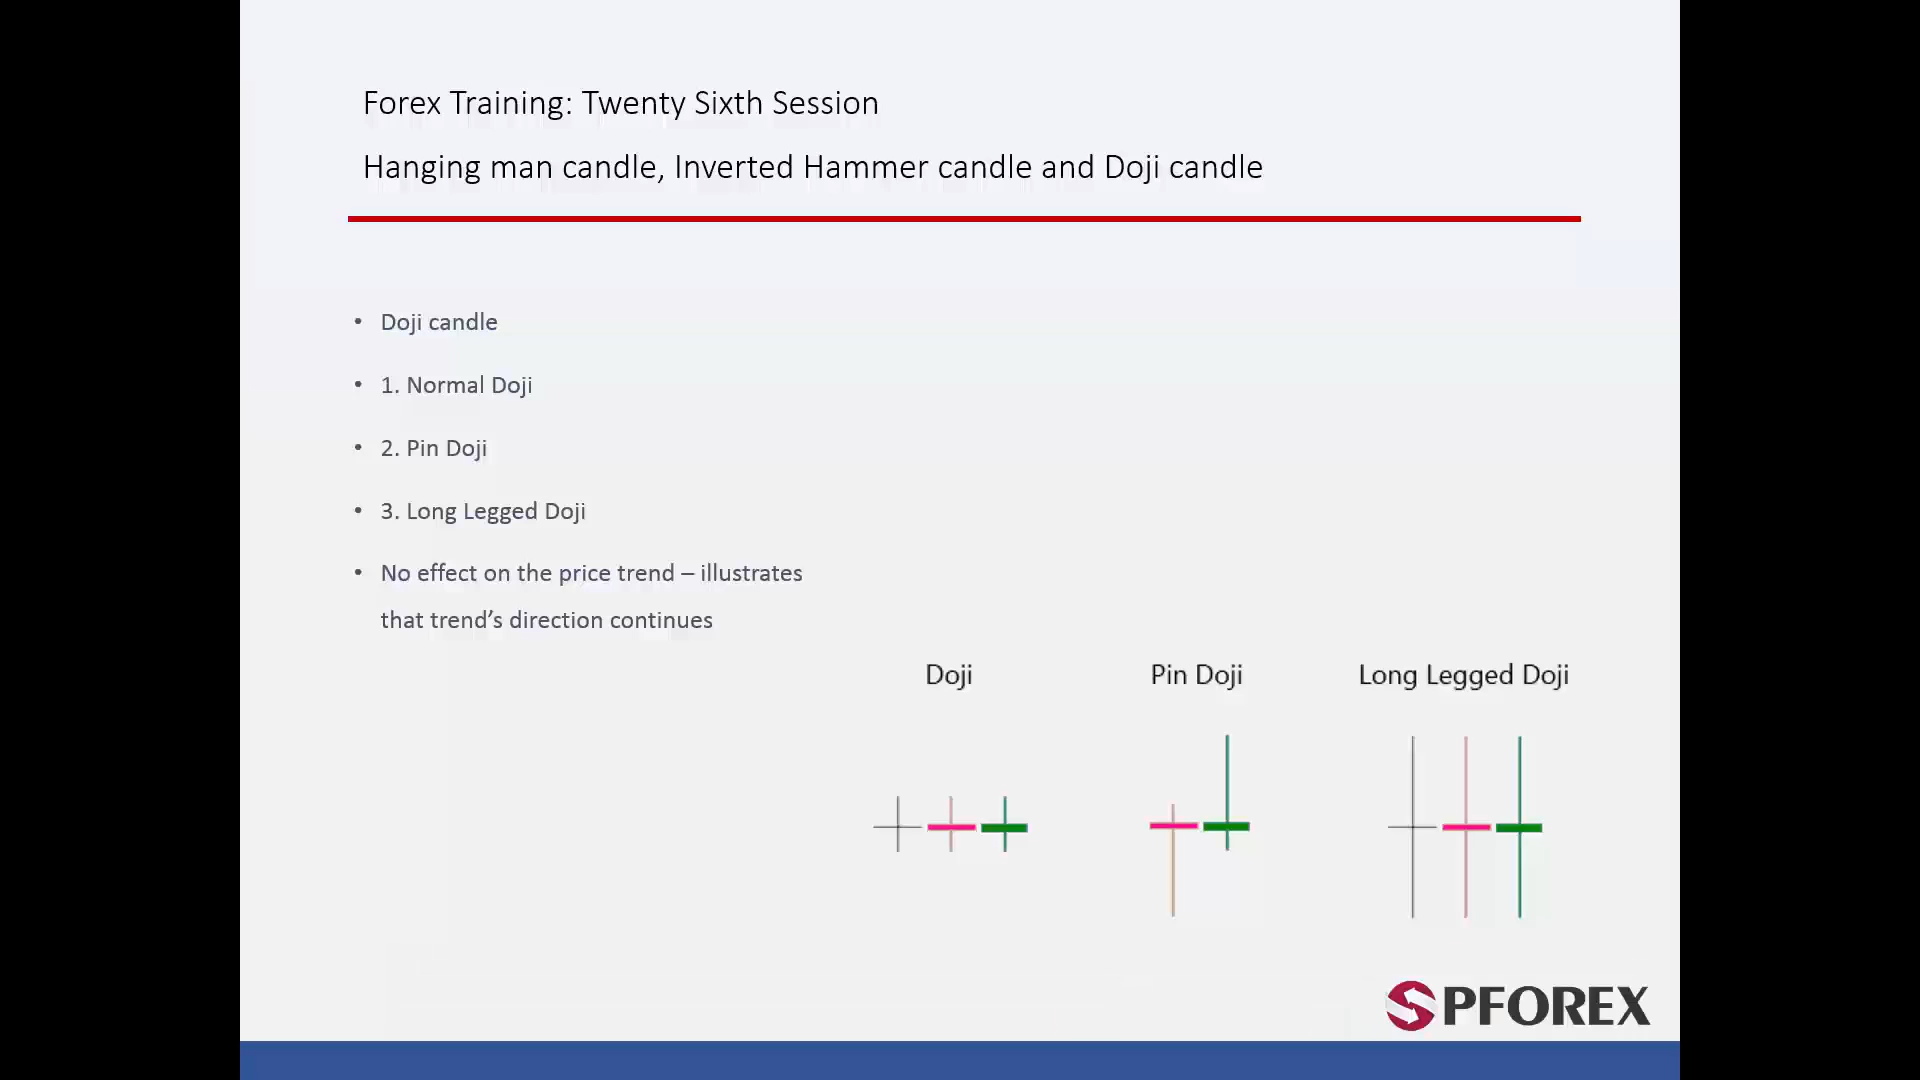 Forex Training: Twenty Sixth Session
Hanging man candle, Inverted Hammer candle and Doji candle
• Doji candle
• 1. Normal Doji
• 2. Pin Doji
• 3. Long Legged Doji
• No effect on the price trend – illustrates
that trend’s direction continues
Doji
Pin Doji
Long Legged Doji
SPFOREX